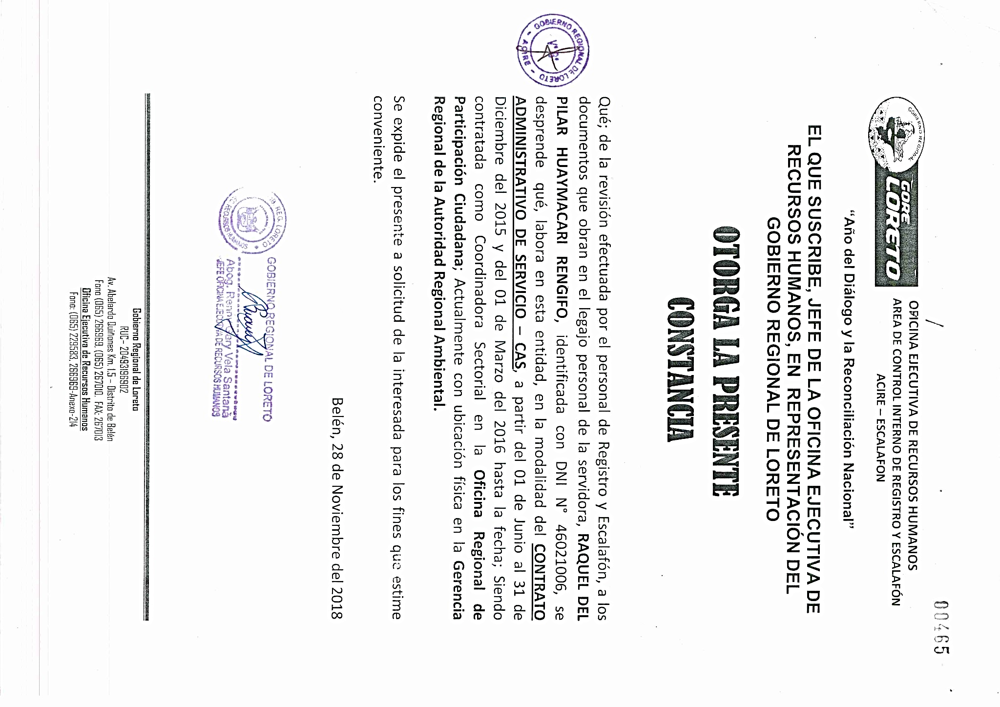 00465
GOBIERNO REGIONAL
GORE
LORETO
OFICINA EJECUTIVA DE RECURSOS HUMANOS
AREA DE CONTROL INTERNO DE REGISTRO Y ESCALAFÓN
ACIRE – ESCALAFON
“Año del Diálogo y la Reconciliación Nacional”
EL QUE SUSCRIBE, JEFE DE LA OFICINA EJECUTIVA DE
RECURSOS HUMANOS, EN REPRESENTACIÓN DEL
GOBIERNO REGIONAL DE LORETO
OTORGA LA PRESENTE
CONSTANCIA
Qué; de la revisión efectuada por el personal de Registro y Escalafón, a los
documentos que obran en el legajo personal de la servidora, RAQUEL DEL
PILAR HUAYMACARI RENGIFO, identificada con DNI N° 46021006, se
desprende qué, labora en esta entidad, en la modalidad del CONTRATO
ADMINISTRATIVO DE SERVICIO – CAS, a partir del 01 de Junio al 31 de
Diciembre del 2015 y del 01 de Marzo del 2016 hasta la fecha; Siendo
contratada como Coordinadora Sectorial en la Oficina Regional de
Participación Ciudadana; Actualmente con ubicación física en la Gerencia
Regional de la Autoridad Regional Ambiental.
Se expide el presente a solicitud de la interesada para los fines que estime
conveniente.
GOBIERNO REGIONAL DE LORETO
V°B°
ACIRE
Belén, 28 de Noviembre del 2018
REG. LORETO
RECURSOS HUMANOS
GOBIERNO REGIONAL DE LORETO
Abog. Renn Gary Vela Santana
JEFE OFICINA EJECUTIVA DE RECURSOS HUMANOS
Gobierno Regional de Loreto
RUC- 20493196902
Av. Abelardo Quiñones Km. 1.5 – Distrito de Belén
Fono (065) 266969, (065) 267010, FAX: 267013
Oficina Ejecutiva de Recursos Humanos
Fono: (065) 229583, 266969-Anexo-214